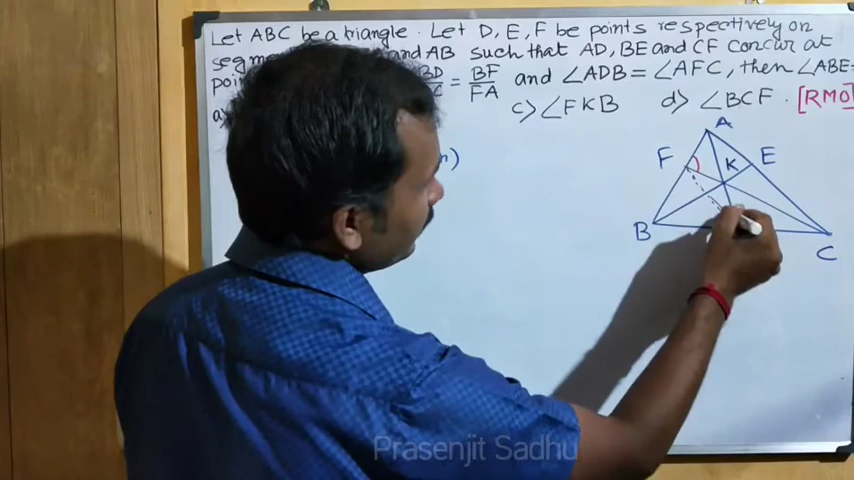 Let ABC be a triangle. Let D, E, F be points respectively on
segme and AB such that AD, BE and CF concur at
poi BD = BF/FA and ∠ADB = ∠AFC, then ∠ABE =
a> c> ∠FKB d> ∠BCF. [RMO]
n)
A
F K E
B
C
Prasenjit Sur